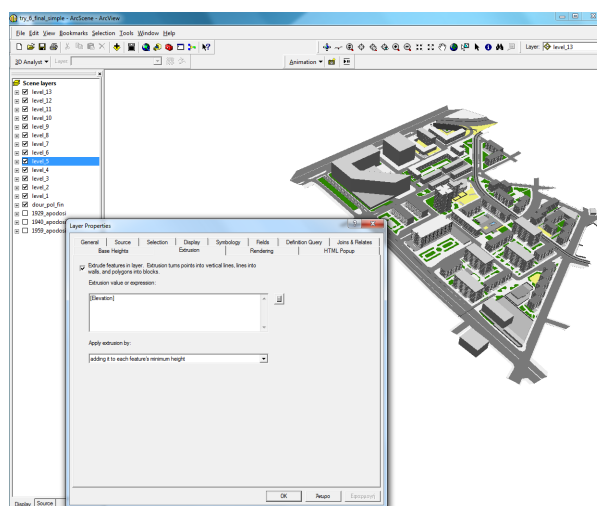 try_6_final_simple - ArcScene - ArcView
File Edit View Bookmarks Selection Tools Window Help
Layer: level_13
3D Analyst Layer: Animation
Scene layers
level_13
level_12
level_11
level_10
level_9
level_8
level_7
level_6
level_5
level_4
level_3
level_2
level_1
dour_pol_fin
1929_apodosi
1940_apodosi
1959_apodosi
Layer Properties
General Source Selection Display Symbology Fields Definition Query Joins & Relates
Base Heights Extrusion Rendering HTML Popup
Extrude features in layer. Extrusion turns points into vertical lines, lines into
walls, and polygons into blocks.
Extrusion value or expression:
[Elevation]
Apply extrusion by:
adding it to each feature's minimum height
OK Άκυρο Εφαρμογή
Display Source